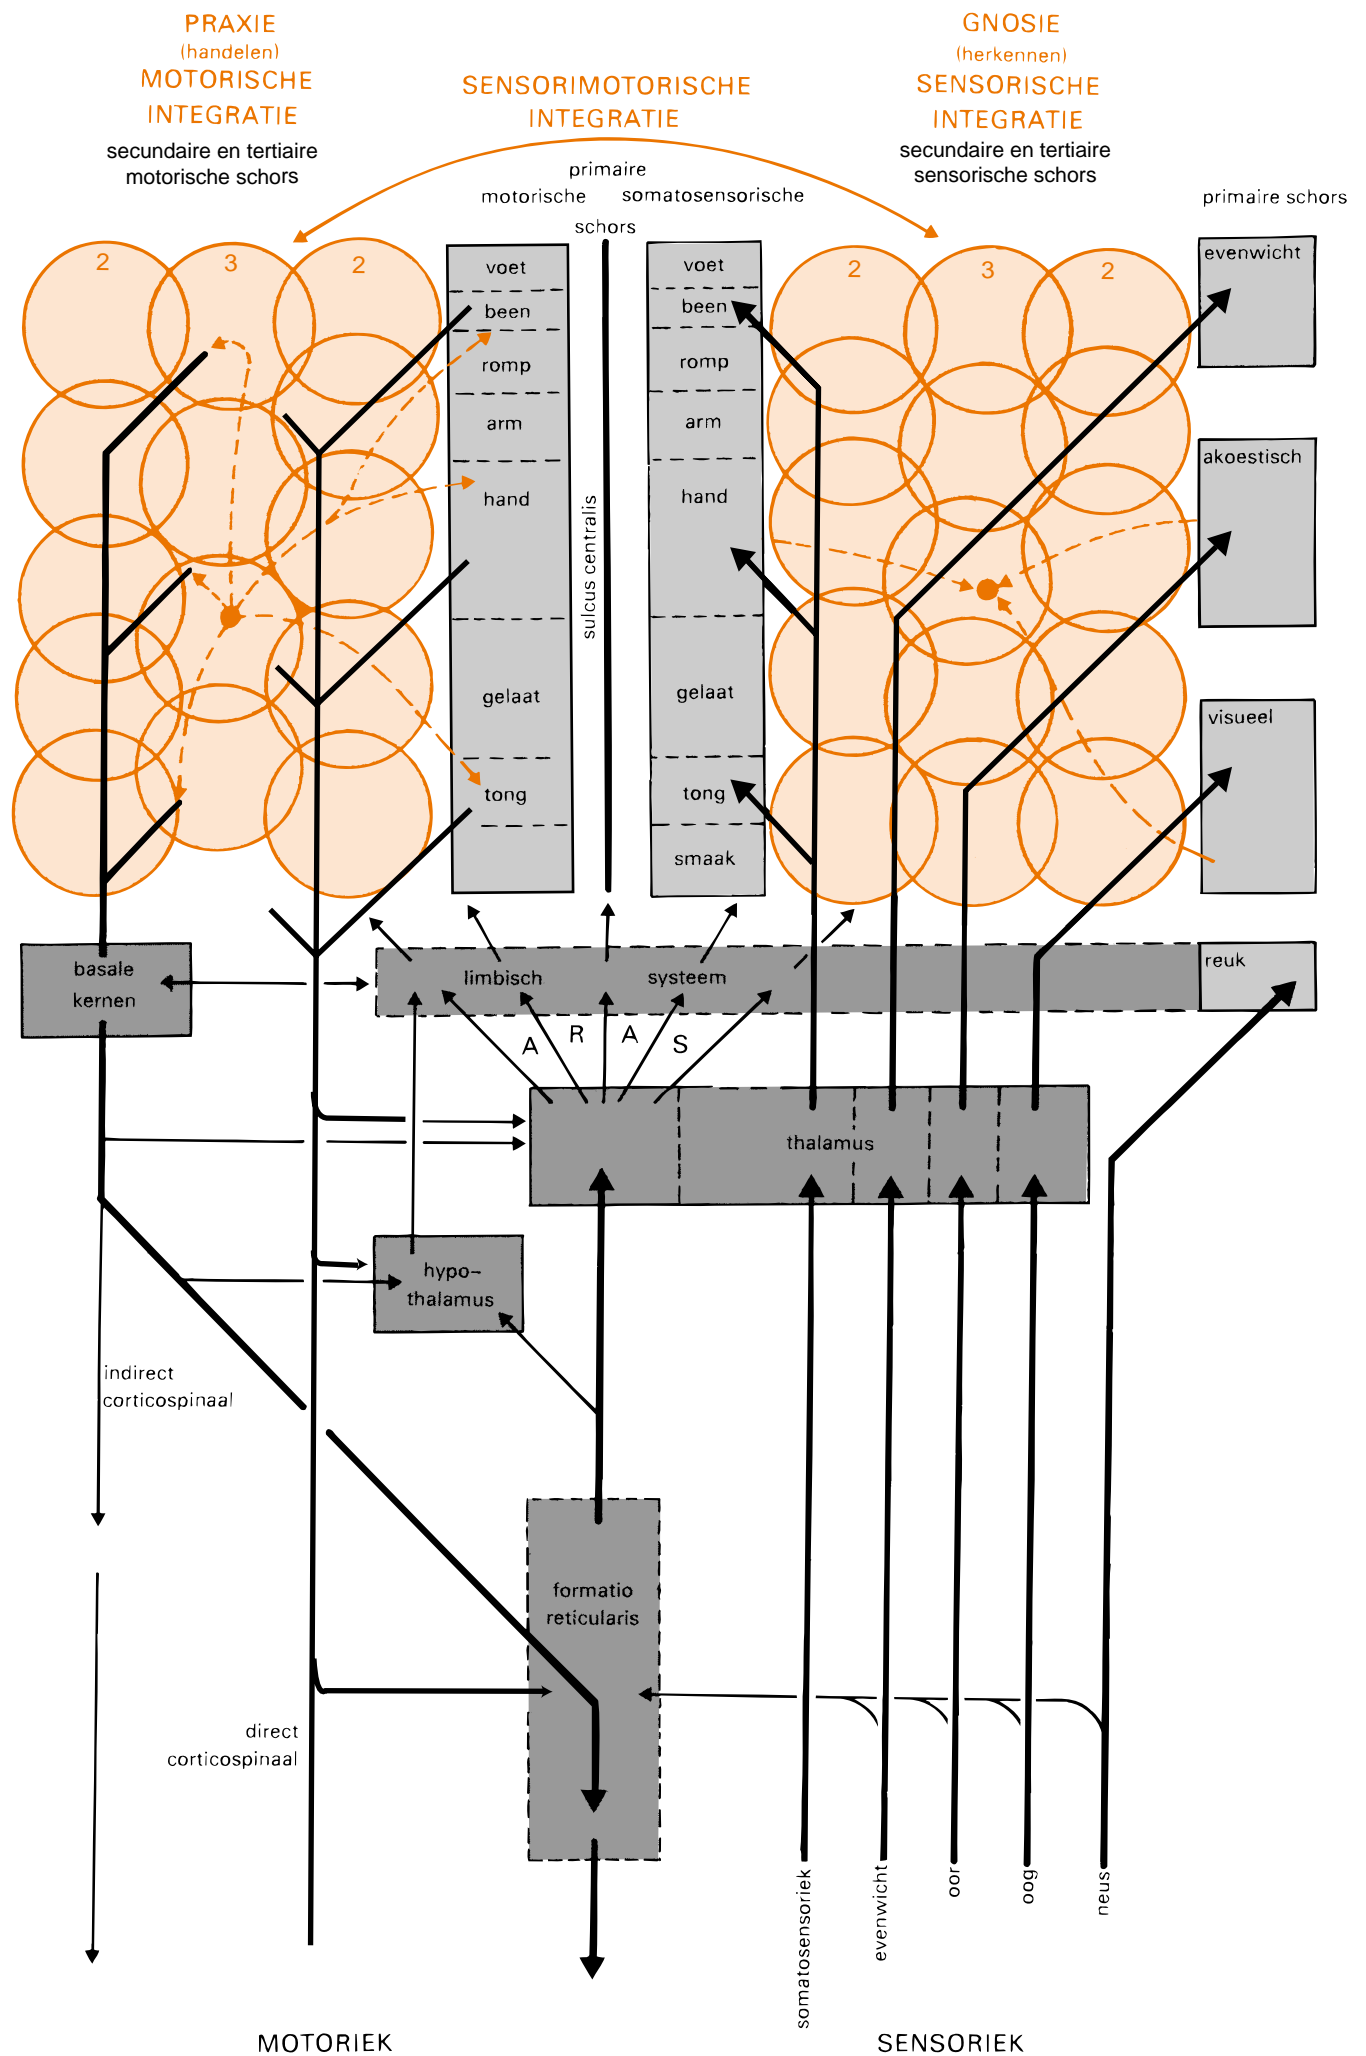 PRAXIE
(handelen)
MOTORISCHE
INTEGRATIE
secundaire en tertiaire
motorische schors
SENSORIMOTORISCHE
INTEGRATIE
GNOSIE
(herkennen)
SENSORISCHE
INTEGRATIE
secundaire en tertiaire
sensorische schors
primaire
motorische somatosensorische
schors
primaire schors
2 3 2
voet
been
romp
arm
hand
gelaat
tong
sulcus centralis
voet
been
romp
arm
hand
gelaat
tong
smaak
2 3 2
evenwicht
akoestisch
visueel
reuk
basale
kernen
limbisch systeem
A R A S
thalamus
hypo-
thalamus
indirect
corticospinaal
formatio
reticularis
direct
corticospinaal
somatosensoriek
evenwicht
oor
oog
neus
MOTORIEK
SENSORIEK